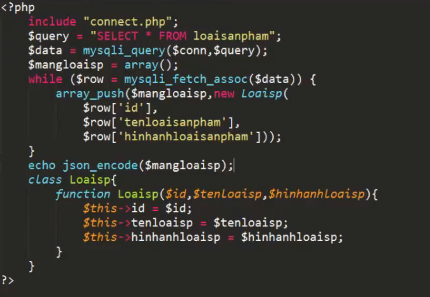 <?php
    include "connect.php";
    $query = "SELECT * FROM loaisanpham";
    $data = mysqli_query($conn,$query);
    $mangloaisp = array();
    while ($row = mysqli_fetch_assoc($data)) {
        array_push($mangloaisp,new Loaisp(
            $row['id'],
            $row['tenloaisanpham'],
            $row['hinhanhloaisanpham']));
    }
    echo json_encode($mangloaisp);
    class Loaisp{
        function Loaisp($id,$tenloaisp,$hinhanhloaisp){
            $this->id = $id;
            $this->tenloaisp = $tenloaisp;
            $this->hinhanhloaisp = $hinhanhloaisp;
        }
    }
?>